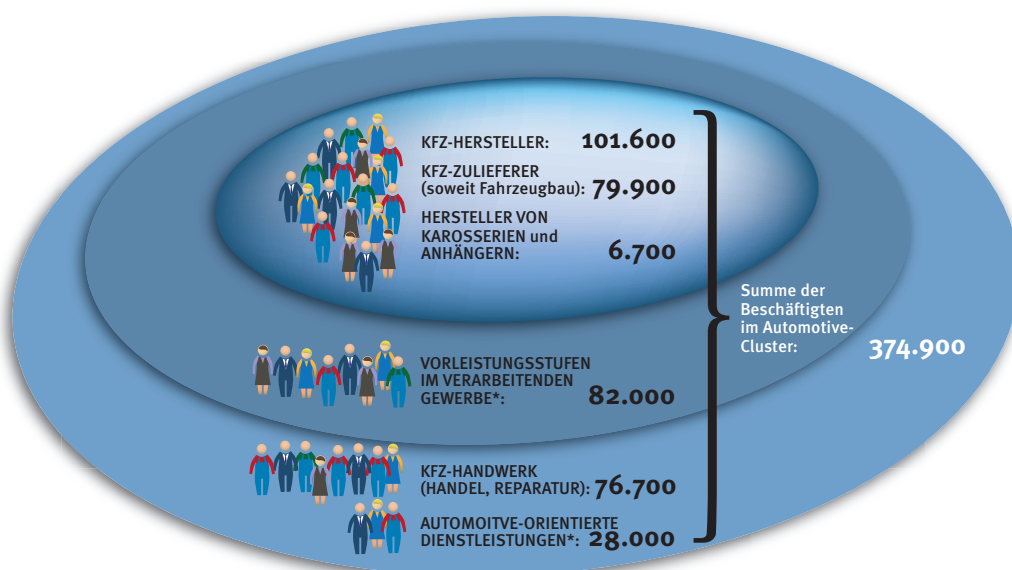 KFZ-HERSTELLER: 101.600
KFZ-ZULIEFERER
(soweit Fahrzeugbau): 79.900
HERSTELLER VON
KAROSSERIEN und
ANHÄNGERN: 6.700
Summe der
Beschäftigten
im Automotive-
Cluster: 374.900
VORLEISTUNGSSTUFEN
IM VERARBEITENDEN
GEWERBE*: 82.000
KFZ-HANDWERK
(HANDEL, REPARATUR): 76.700
AUTOMOITVE-ORIENTIERTE
DIENSTLEISTUNGEN*: 28.000